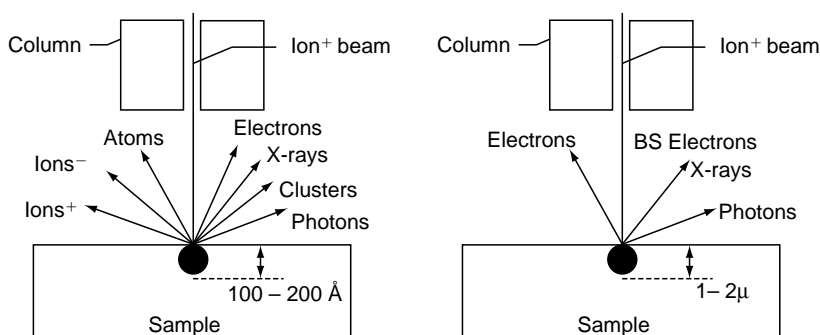 Column
Ion⁺ beam
Atoms
Electrons
X-rays
Ions⁻
Clusters
Ions⁺
Photons
100 – 200 Å
Sample
Column
Ion⁺ beam
Electrons
BS Electrons
X-rays
Photons
1– 2μ
Sample